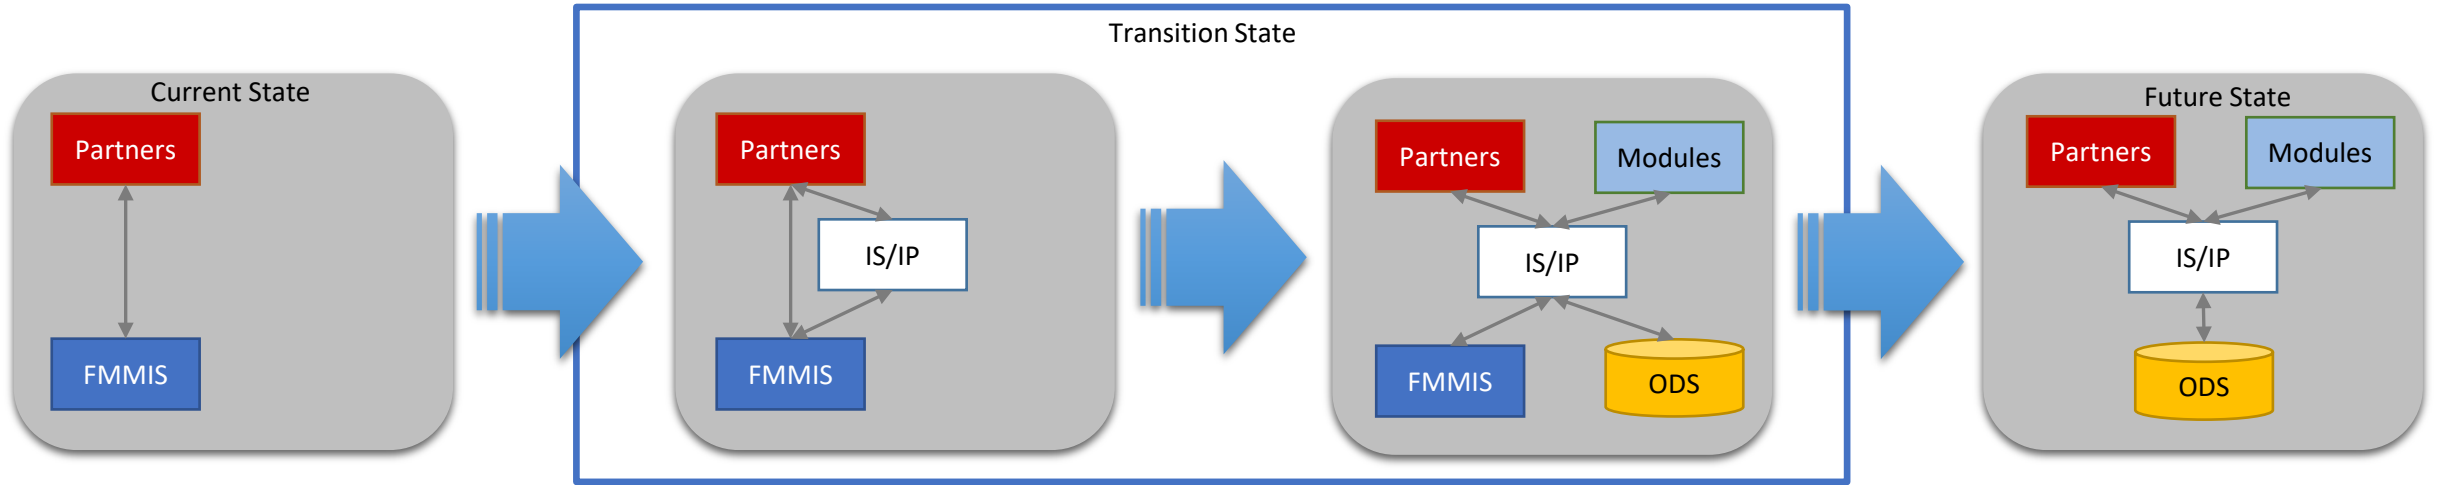 Transition State
Current State
Partners
FMMIS
Partners
IS/IP
FMMIS
Partners
Modules
IS/IP
FMMIS
ODS
Future State
Partners
Modules
IS/IP
ODS